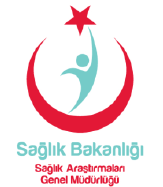 Sağlık Bakanlığı
Sağlık Araştırmaları
Genel Müdürlüğü